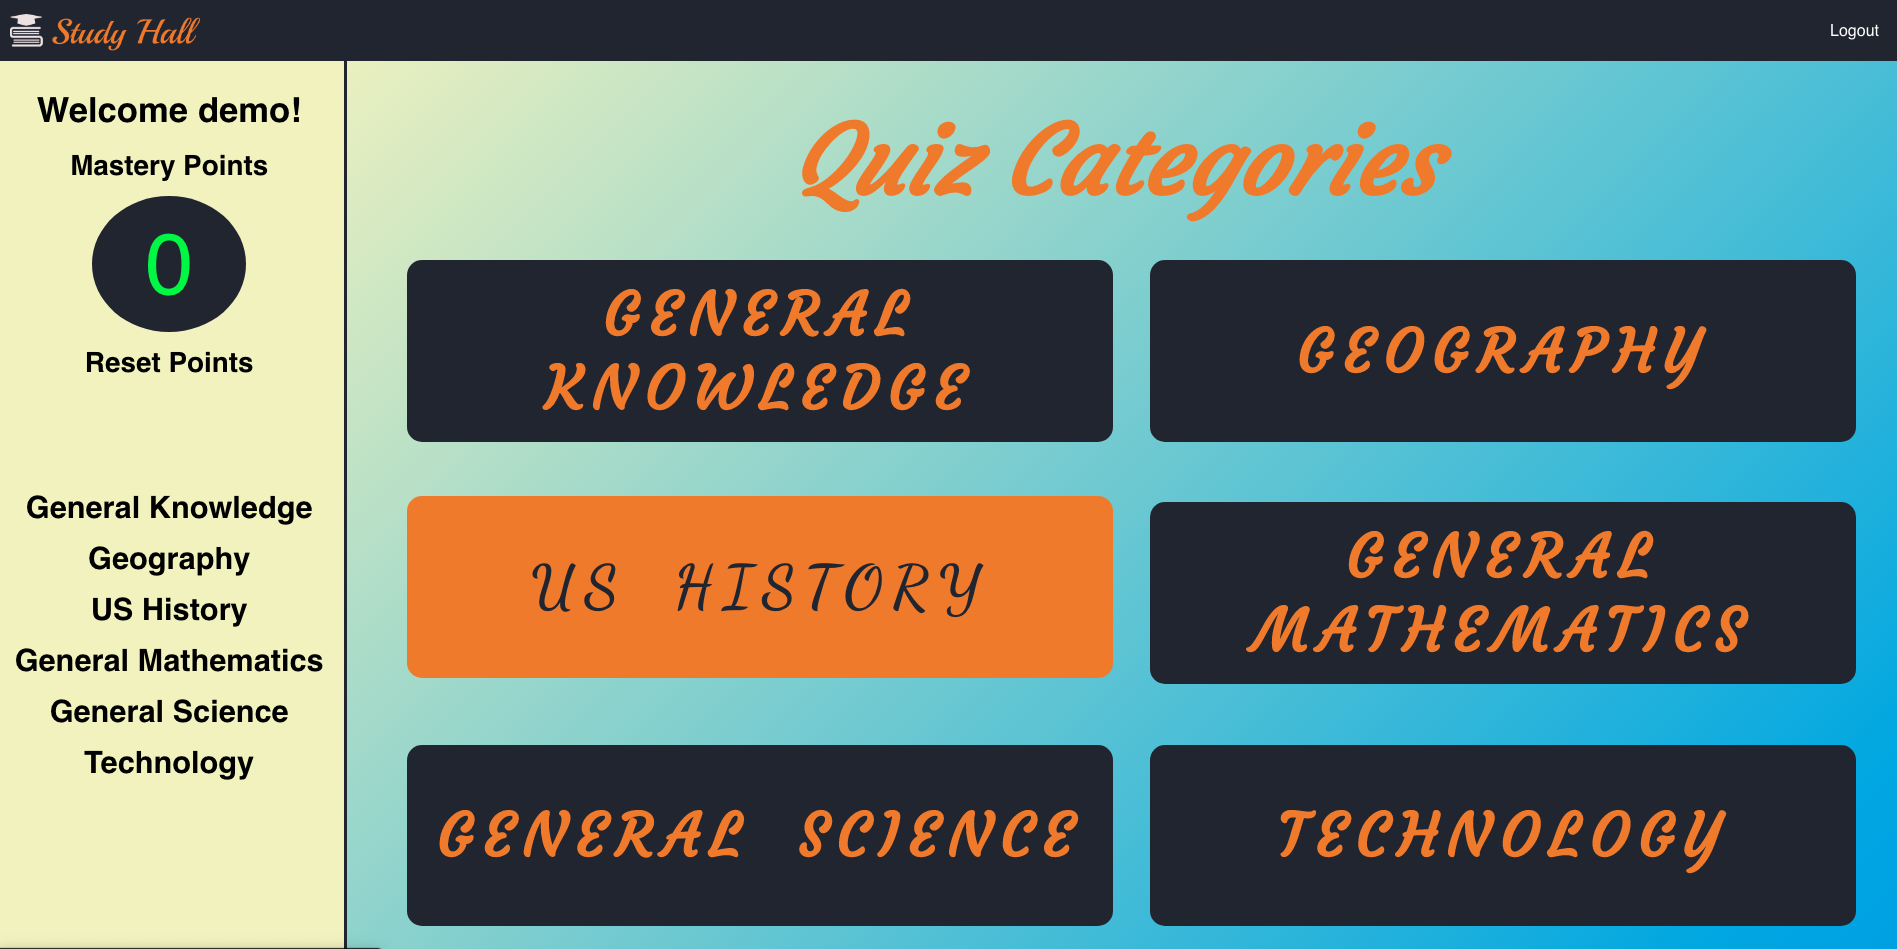 Study Hall
Logout
Welcome demo!
Mastery Points
0
Reset Points
General Knowledge
Geography
US History
General Mathematics
General Science
Technology
Quiz Categories
GENERAL
KNOWLEDGE
GEOGRAPHY
US HISTORY
GENERAL
MATHEMATICS
GENERAL SCIENCE
TECHNOLOGY